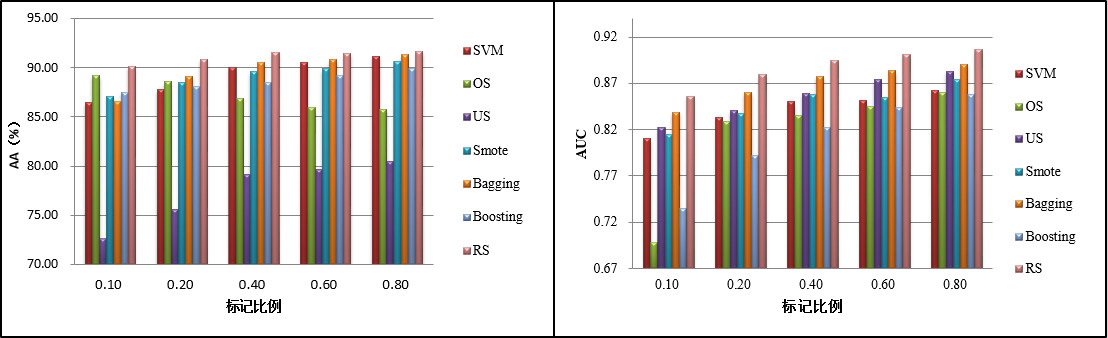 95.00
90.00
85.00
80.00
75.00
70.00
AA (%)
0.10 0.20 0.40 0.60 0.80
标记比例
SVM
OS
US
Smote
Bagging
Boosting
RS
0.92
0.87
0.82
0.77
0.72
0.67
AUC
0.10 0.20 0.40 0.60 0.80
标记比例
SVM
OS
US
Smote
Bagging
Boosting
RS